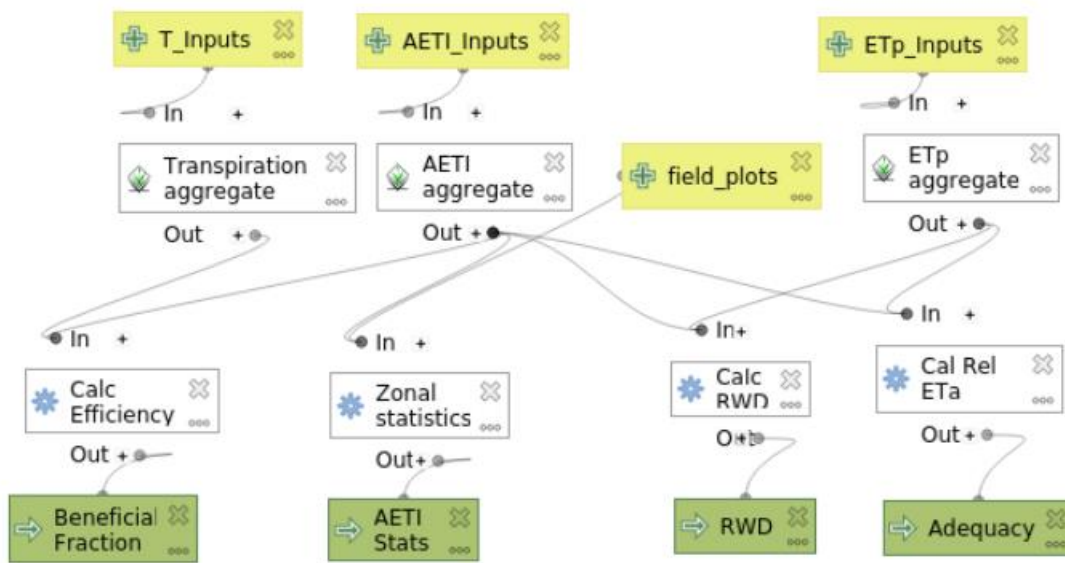 T_Inputs
AETI_Inputs
ETp_Inputs
In +
In +
In +
Transpiration
aggregate
AETI
aggregate
field_plots
ETp
aggregate
Out +
Out +
Out +
In +
In +
In+
In +
Calc
Efficiency
Zonal
statistics
Calc
RWD
Cal Rel
ETa
Out +
Out+
Out+
Out +
Beneficial
Fraction
AETI
Stats
RWD
Adequacy